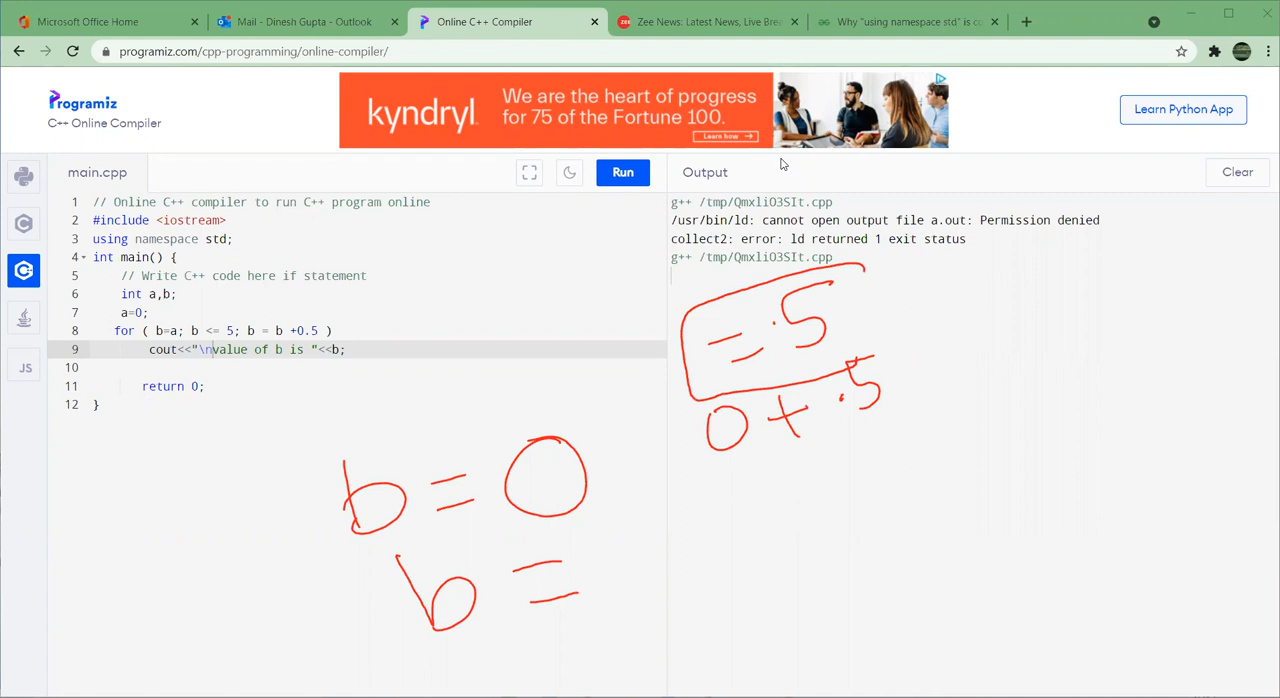 Microsoft Office Home
Mail - Dinesh Gupta - Outlook
Online C++ Compiler
Zee News: Latest News, Live Brea
Why "using namespace std" is co
programiz.com/cpp-programming/online-compiler/
Programiz
C++ Online Compiler
kyndryl
We are the heart of progress
for 75 of the Fortune 100.
Learn how →
Learn Python App
main.cpp
Run
Output
Clear
1 // Online C++ compiler to run C++ program online
2 #include <iostream>
3 using namespace std;
4 int main() {
5 // Write C++ code here if statement
6 int a,b;
7 a=0;
8 for ( b=a; b <= 5; b = b +0.5 )
9 cout<<"\nvalue of b is "<<b;
10
11 return 0;
12 }
JS
g++ /tmp/QmxliO3SIt.cpp
/usr/bin/ld: cannot open output file a.out: Permission denied
collect2: error: ld returned 1 exit status
g++ /tmp/QmxliO3SIt.cpp
= .5
0 + .5
b = 0
b =